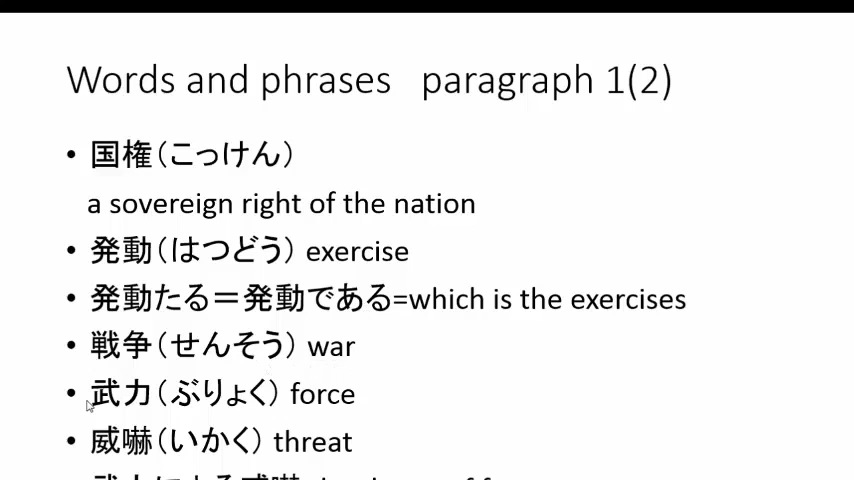 Words and phrases paragraph 1(2)
• 国権（こっけん）
a sovereign right of the nation
• 発動（はつどう） exercise
• 発動たる＝発動である=which is the exercises
• 戦争（せんそう） war
• 武力（ぶりょく） force
• 威嚇（いかく） threat